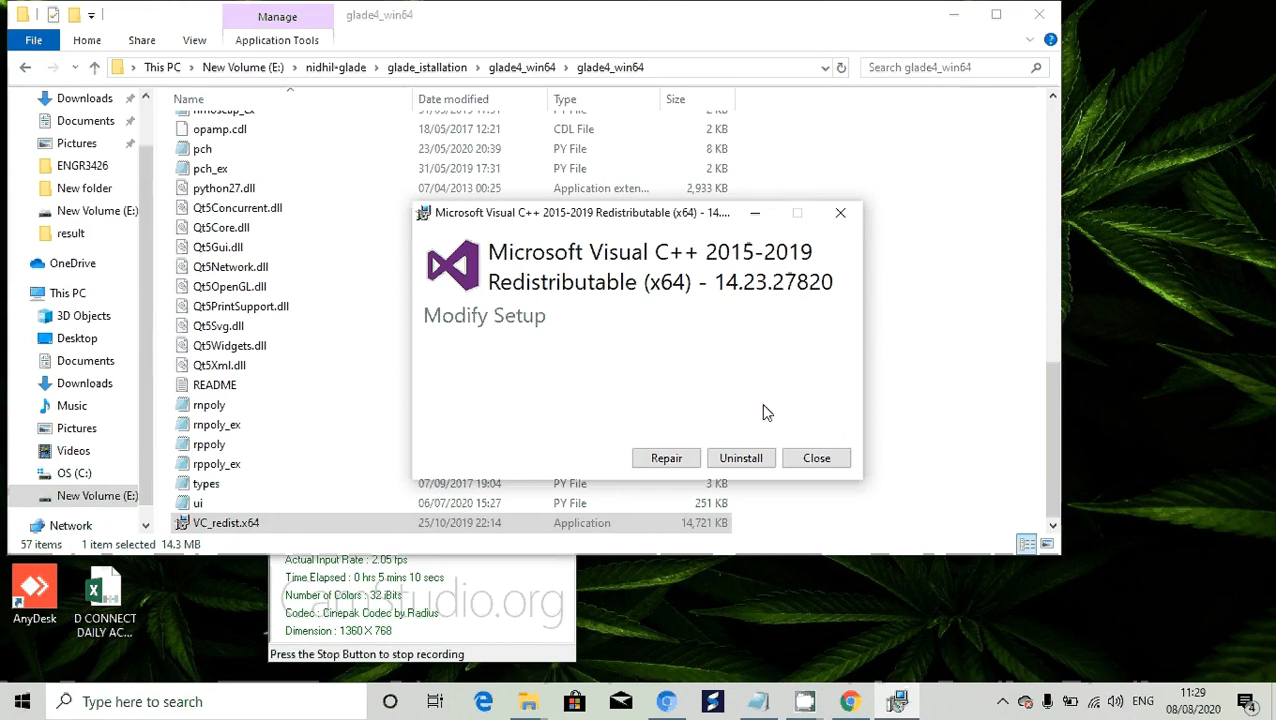 Manage
glade4_win64
File
Home
Share
View
Application Tools
This PC > New Volume (E:) > nidhil-glade > glade_istallation > glade4_win64 > glade4_win64
Search glade4_win64
Downloads
Documents
Pictures
ENGR3426
New folder
New Volume (E:)
result
OneDrive
This PC
3D Objects
Desktop
Documents
Downloads
Music
Pictures
Videos
OS (C:)
New Volume (E:)
Network
Name Date modified Type Size
opamp.cdl 18/05/2017 12:21 CDL File 2 KB
pch 23/05/2020 20:39 PY File 8 KB
pch_ex 31/05/2019 17:31 PY File 2 KB
python27.dll 07/04/2013 00:25 Application exten... 2,933 KB
Qt5Concurrent.dll
Qt5Core.dll
Qt5Gui.dll
Qt5Network.dll
Qt5OpenGL.dll
Qt5PrintSupport.dll
Qt5Svg.dll
Qt5Widgets.dll
Qt5Xml.dll
README
rnpoly
rnpoly_ex
rppoly
rppoly_ex
types 07/09/2017 19:04 PY File 3 KB
ui 06/07/2020 15:27 PY File 251 KB
VC_redist.x64 25/10/2019 22:14 Application 14,721 KB
57 items 1 item selected 14.3 MB
Microsoft Visual C++ 2015-2019 Redistributable (x64) - 14....
Microsoft Visual C++ 2015-2019
Redistributable (x64) - 14.23.27820
Modify Setup
Repair
Uninstall
Close
Actual Input Rate : 2.05 fps
Time Elapsed : 0 hrs 5 mins 10 secs
Number of Colors : 32 Bits
Codec : Cinepak Codec by Radius
Dimension : 1360 X 768
Press the Stop Button to stop recording
AnyDesk
D CONNECT
DAILY AC...
Type here to search
ENG
11:29
08/08/2020
4